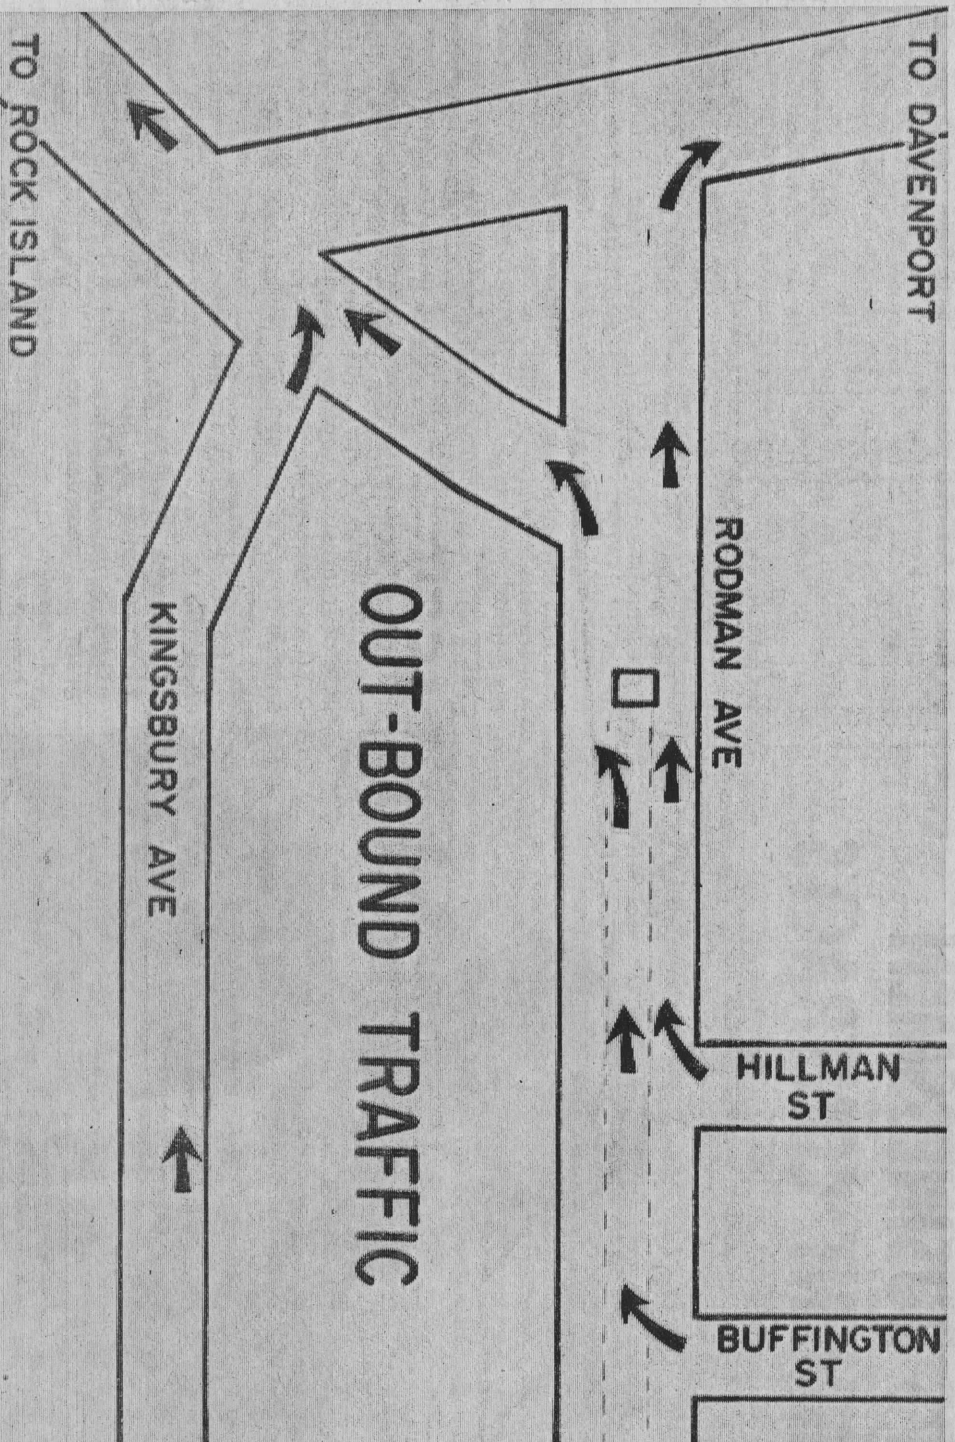 TO DAVENPORT
RODMAN AVE
HILLMAN
ST
BUFFINGTON
ST
OUT-BOUND TRAFFIC
KINGSBURY AVE
TO ROCK ISLAND